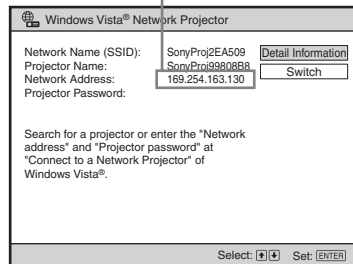 Windows Vista® Network Projector
Network Name (SSID): SonyProj2EA509 Detail Information
Projector Name: SonyProj99808B8
Switch
Network Address: 169.254.163.130
Projector Password:
Search for a projector or enter the "Network
address" and "Projector password" at
"Connect to a Network Projector" of
Windows Vista®.
Select: Set: ENTER